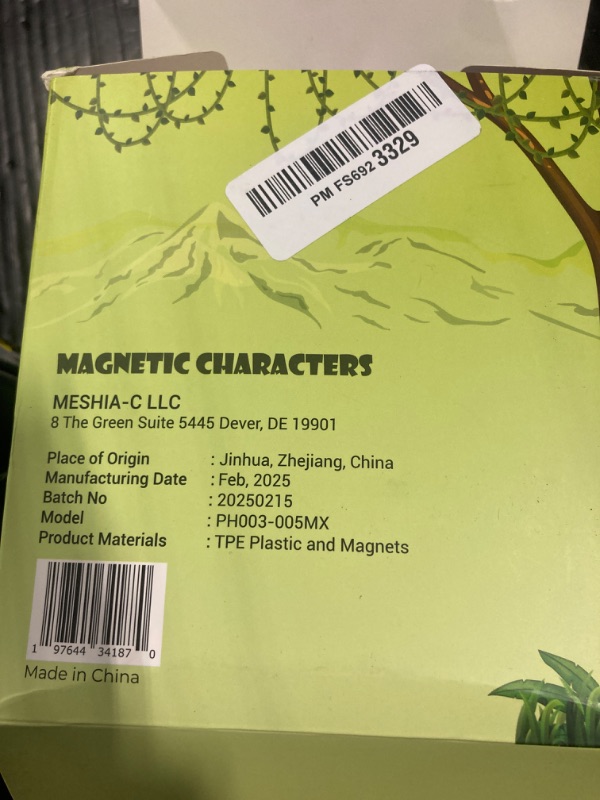 PM FS692 3329
MAGNETIC CHARACTERS
MESHIA-C LLC
8 The Green Suite 5445 Dever, DE 19901
Place of Origin : Jinhua, Zhejiang, China
Manufacturing Date : Feb, 2025
Batch No : 20250215
Model : PH003-005MX
Product Materials : TPE Plastic and Magnets
1 97644 34187 0
Made in China